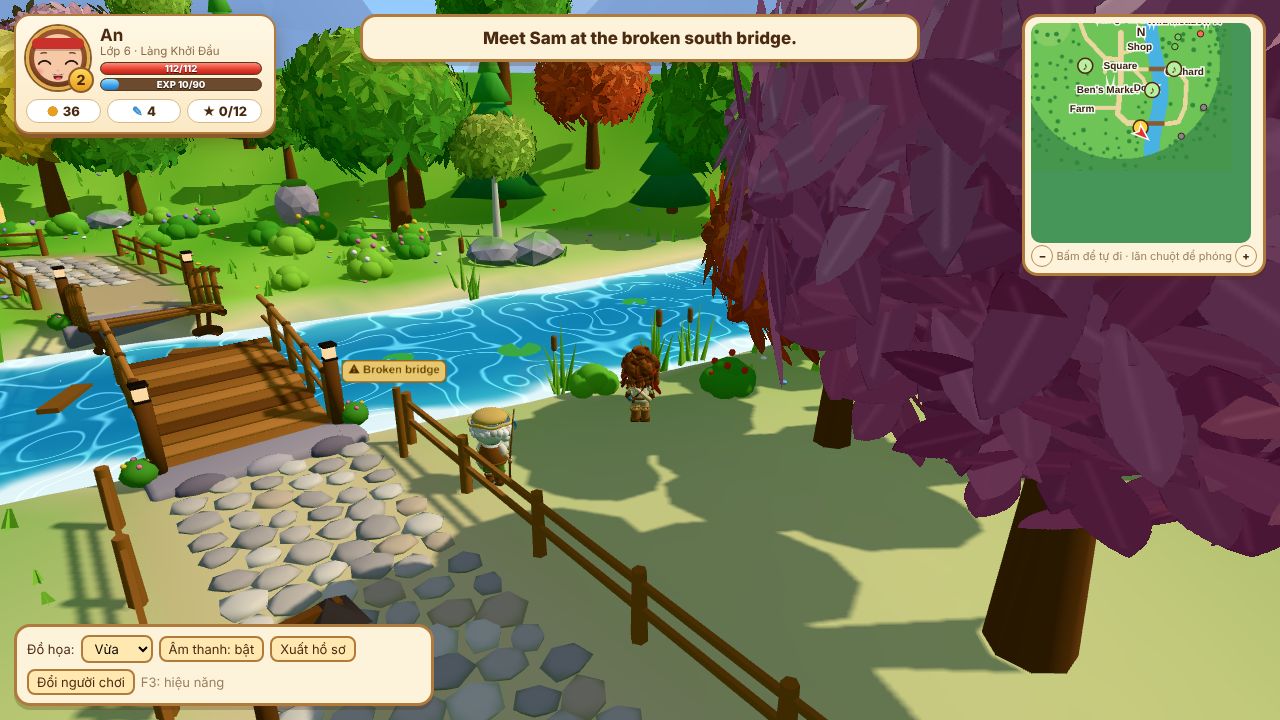 An
Lớp 6 · Làng Khởi Đầu
112/112
2
EXP 10/90
36
4
★ 0/12
Meet Sam at the broken south bridge.
N
Shop
Square
Ben's Marke
Farm
− Bấm để tự đi · lăn chuột để phóng +
⚠ Broken bridge
Đồ họa: Vừa Âm thanh: bật Xuất hồ sơ
Đổi người chơi F3: hiệu năng